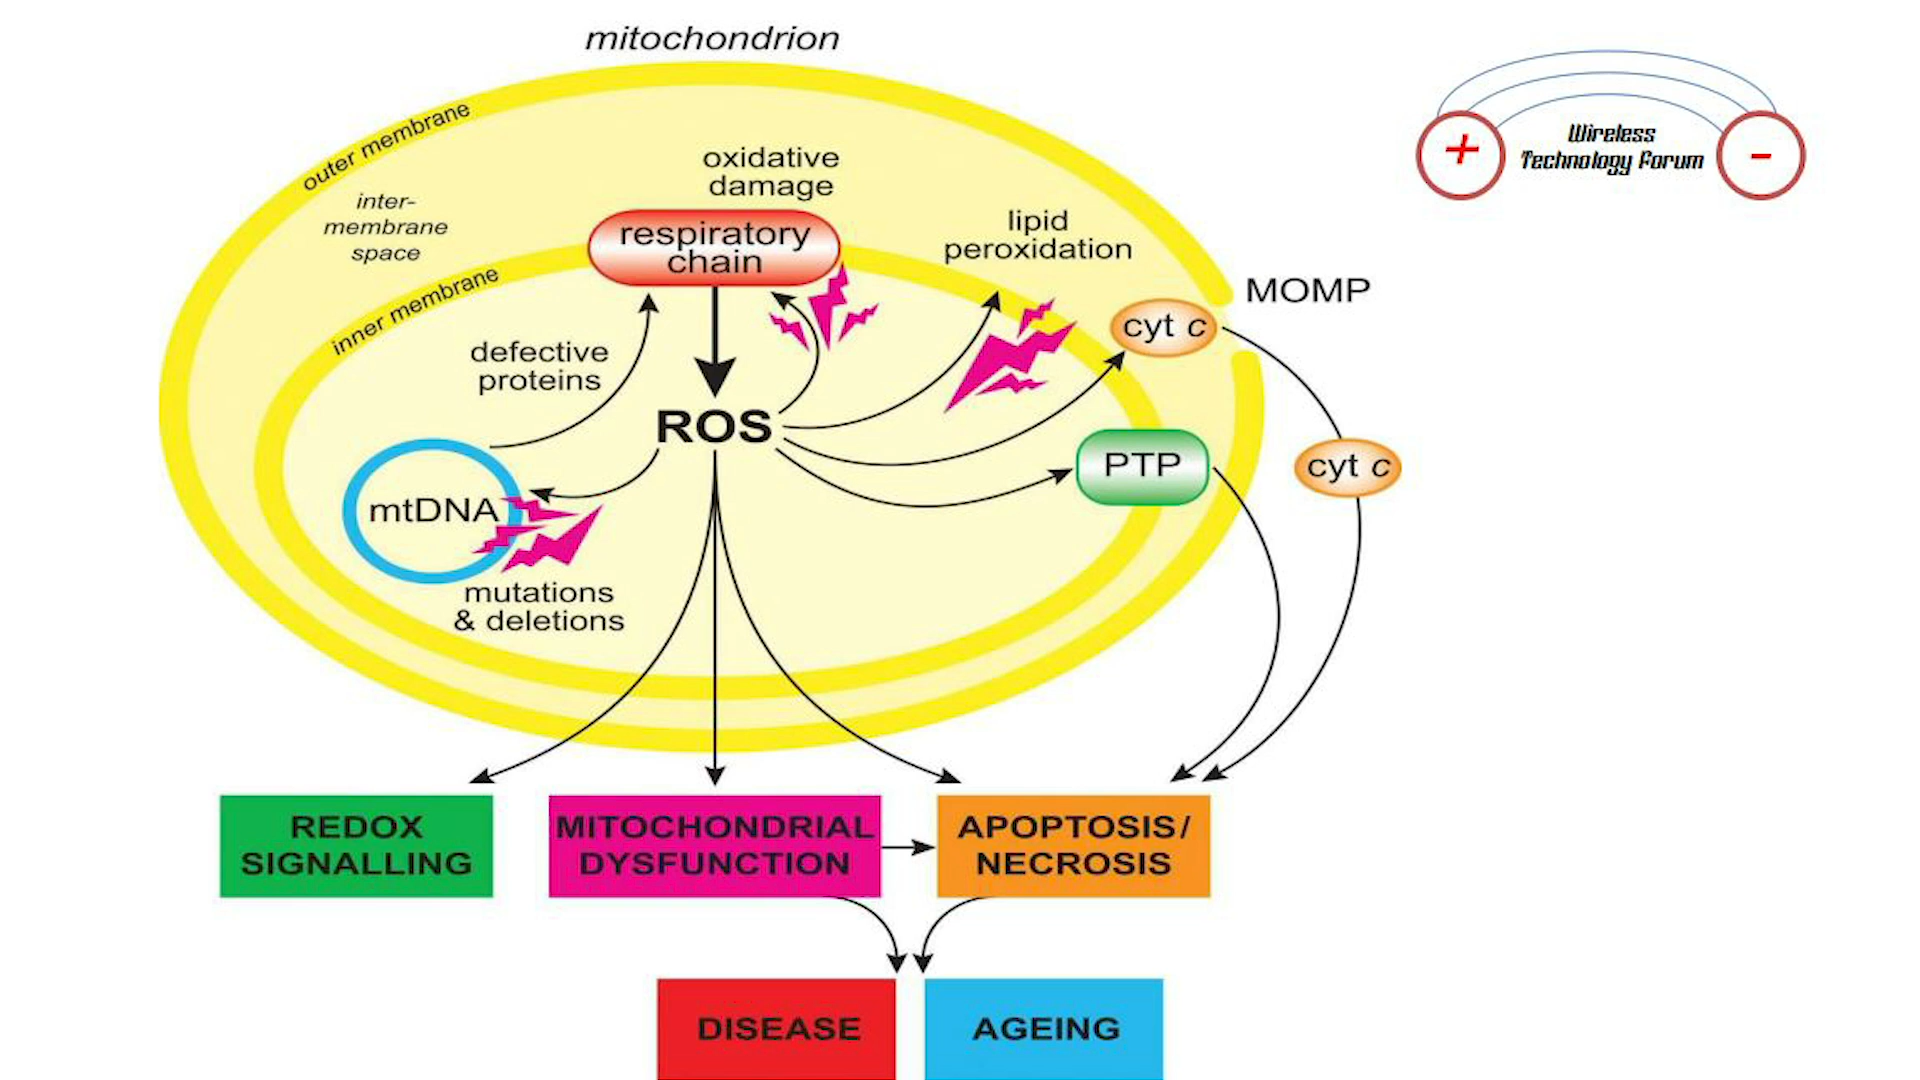 mitochondrion
outer membrane
inter-
membrane
space
inner membrane
oxidative
damage
respiratory
chain
lipid
peroxidation
MOMP
cyt c
defective
proteins
ROS
PTP
cyt c
mtDNA
mutations
& deletions
REDOX
SIGNALLING
MITOCHONDRIAL
DYSFUNCTION
APOPTOSIS/
NECROSIS
DISEASE
AGEING
+
Wireless
Technology Forum
-